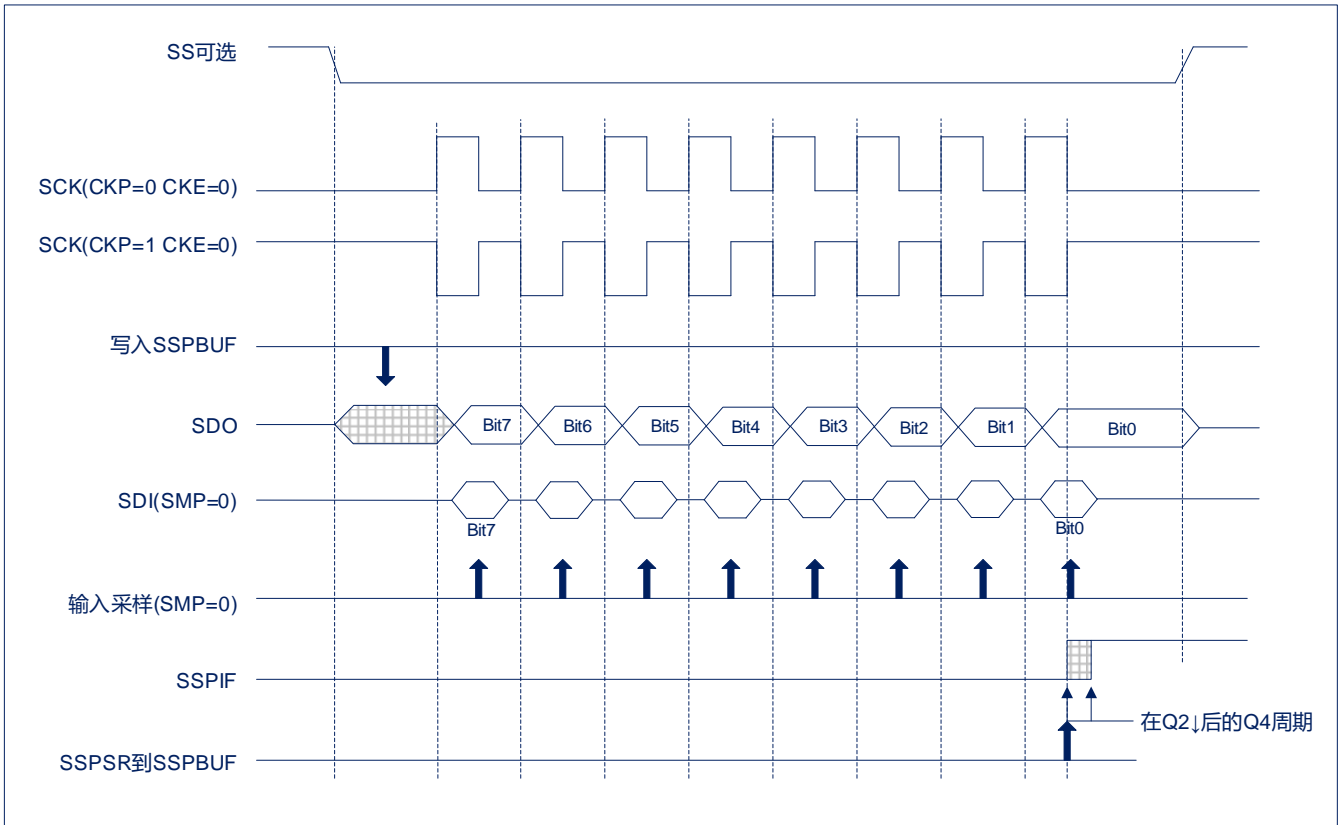 SS可选
SCK(CKP=0 CKE=0)
SCK(CKP=1 CKE=0)
写入SSPBUF
SDO
Bit7 Bit6 Bit5 Bit4 Bit3 Bit2 Bit1 Bit0
SDI(SMP=0)
Bit7 Bit0
输入采样(SMP=0)
SSPIF
在Q2↓后的Q4周期
SSPSR到SSPBUF